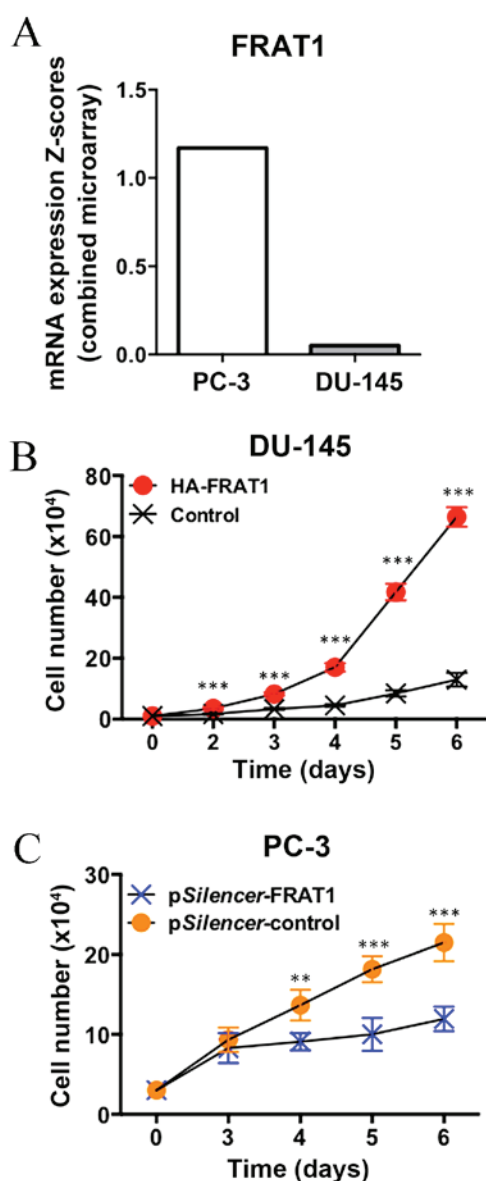 A
FRAT1
mRNA expression Z-scores
(combined microarray)
1.5
1.0
0.5
0.0
PC-3 DU-145
B
DU-145
HA-FRAT1
Control
Cell number (x10⁴)
80
60
40
20
0
*** *** *** *** ***
0 2 3 4 5 6
Time (days)
C
PC-3
pSilencer-FRAT1
pSilencer-control
Cell number (x10⁴)
30
20
10
0
** *** ***
0 3 4 5 6
Time (days)